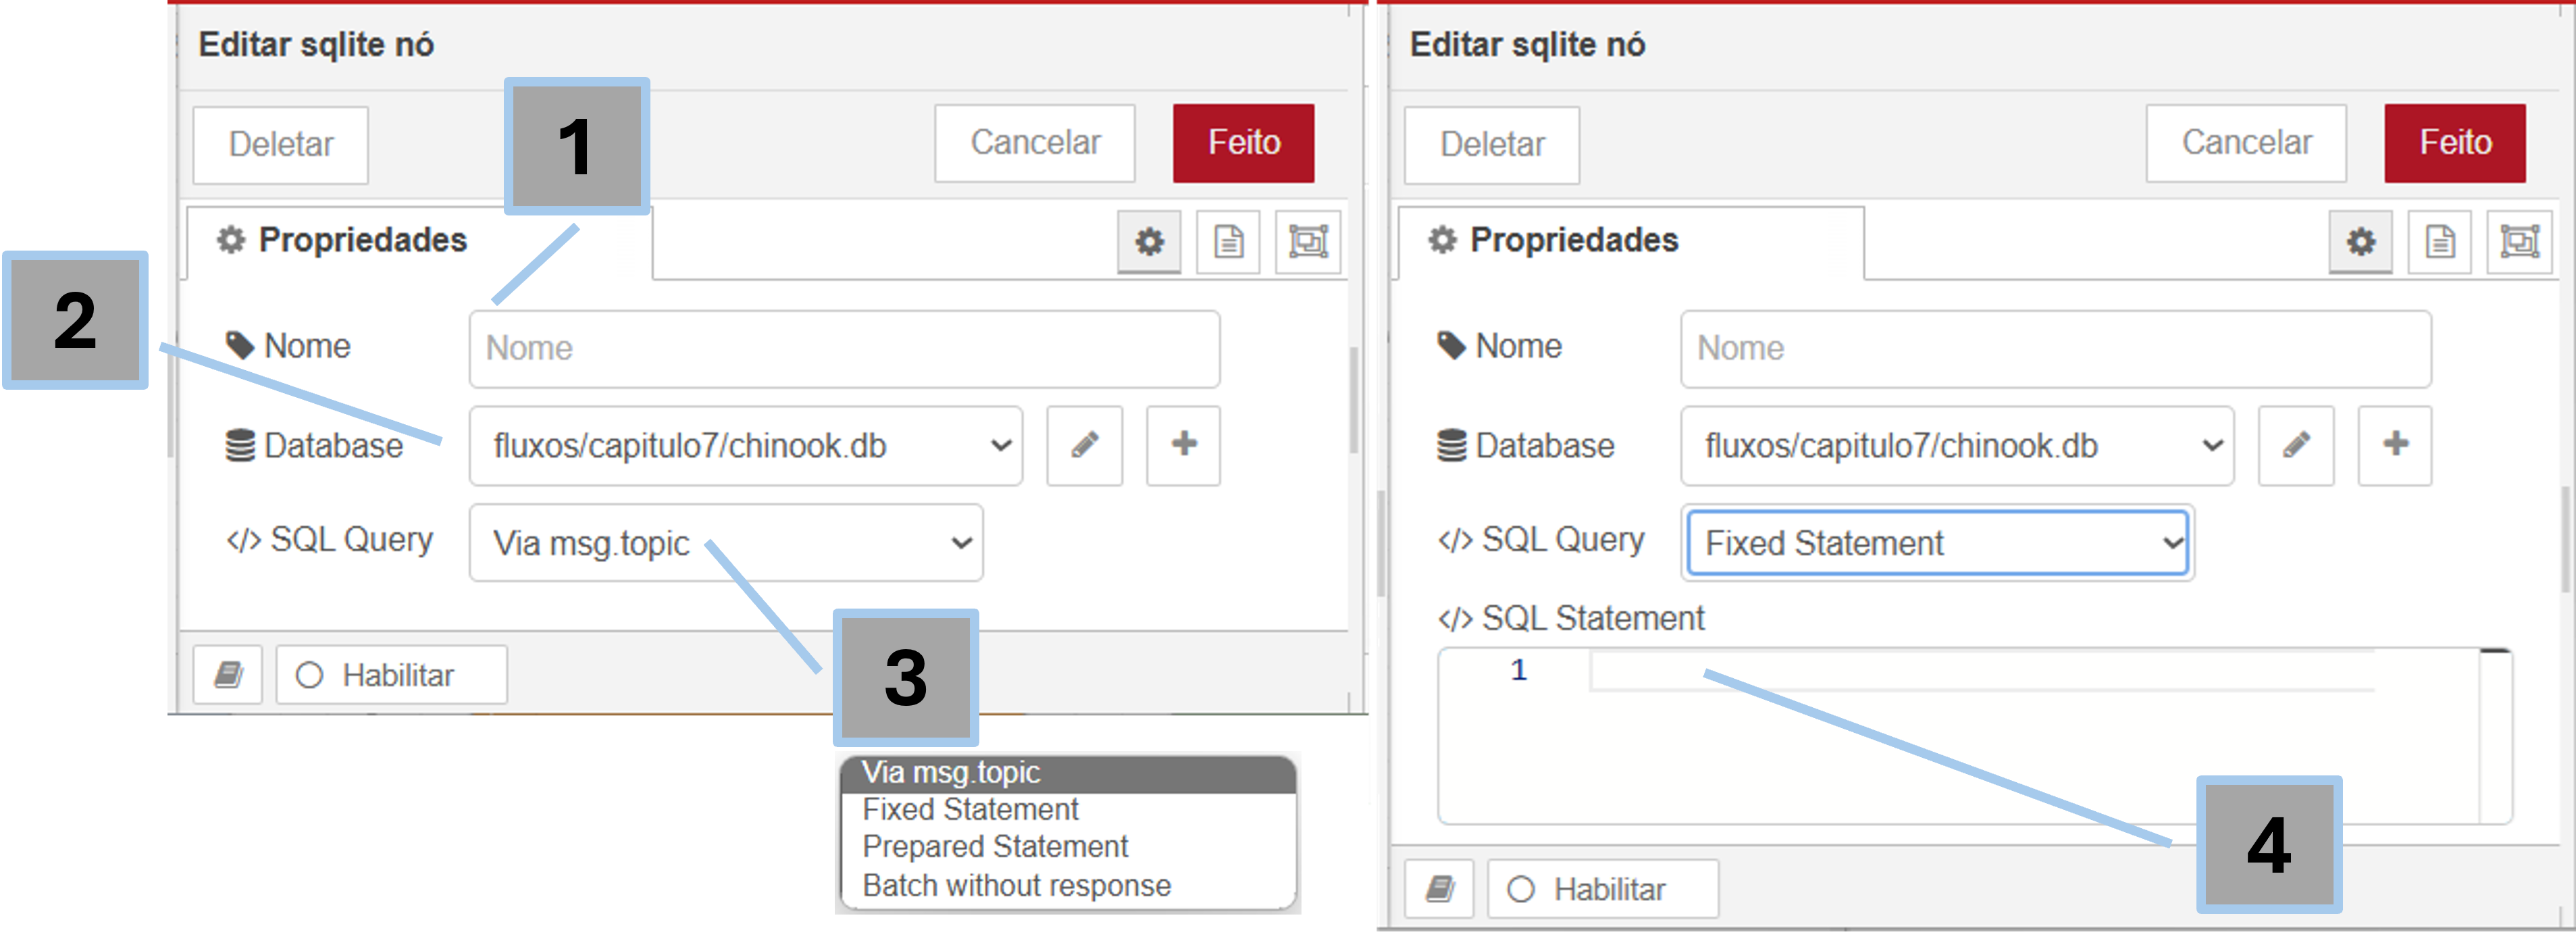 Editar sqlite nó
Deletar
Cancelar
Feito
1
Propriedades
2
Nome
Nome
Database
fluxos/capitulo7/chinook.db
</> SQL Query
Via msg.topic
3
Habilitar
Via msg.topic
Fixed Statement
Prepared Statement
Batch without response
Editar sqlite nó
Deletar
Cancelar
Feito
Propriedades
Nome
Nome
Database
fluxos/capitulo7/chinook.db
</> SQL Query
Fixed Statement
</> SQL Statement
1
4
Habilitar